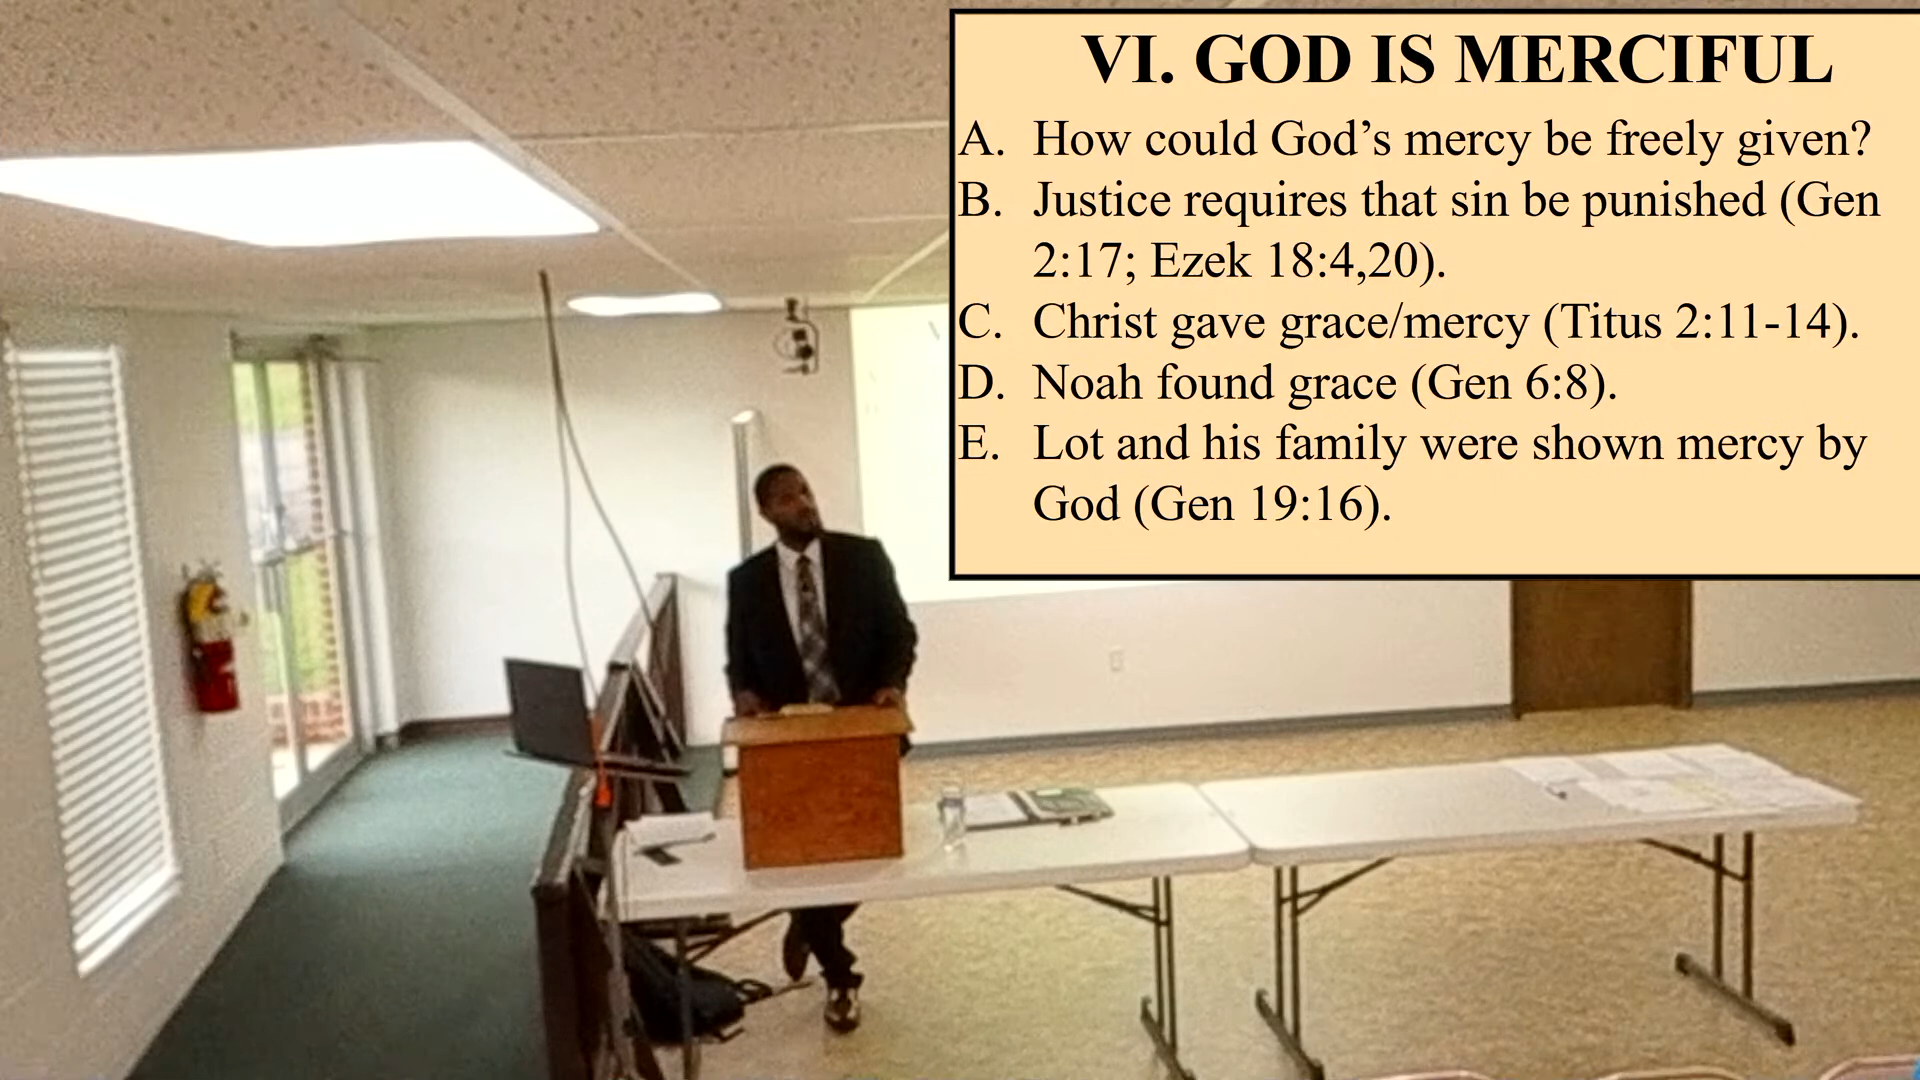 VI. GOD IS MERCIFUL
A. How could God’s mercy be freely given?
B. Justice requires that sin be punished (Gen
2:17; Ezek 18:4,20).
C. Christ gave grace/mercy (Titus 2:11-14).
D. Noah found grace (Gen 6:8).
E. Lot and his family were shown mercy by
God (Gen 19:16).